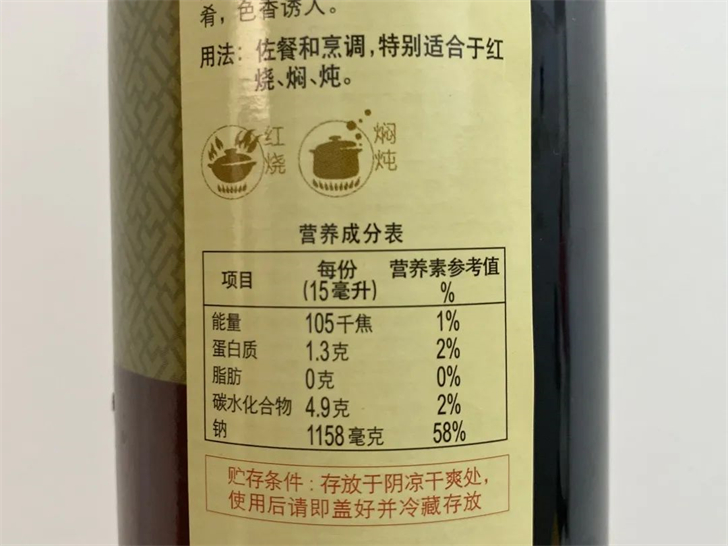 肴，色香诱人。
用法：佐餐和烹调，特别适合于红
烧、焖、炖。
红烧
焖炖
营养成分表
项目 每份(15毫升) 营养素参考值%
能量 105千焦 1%
蛋白质 1.3克 2%
脂肪 0克 0%
碳水化合物 4.9克 2%
钠 1158毫克 58%
贮存条件：存放于阴凉干爽处，
使用后请即盖好并冷藏存放